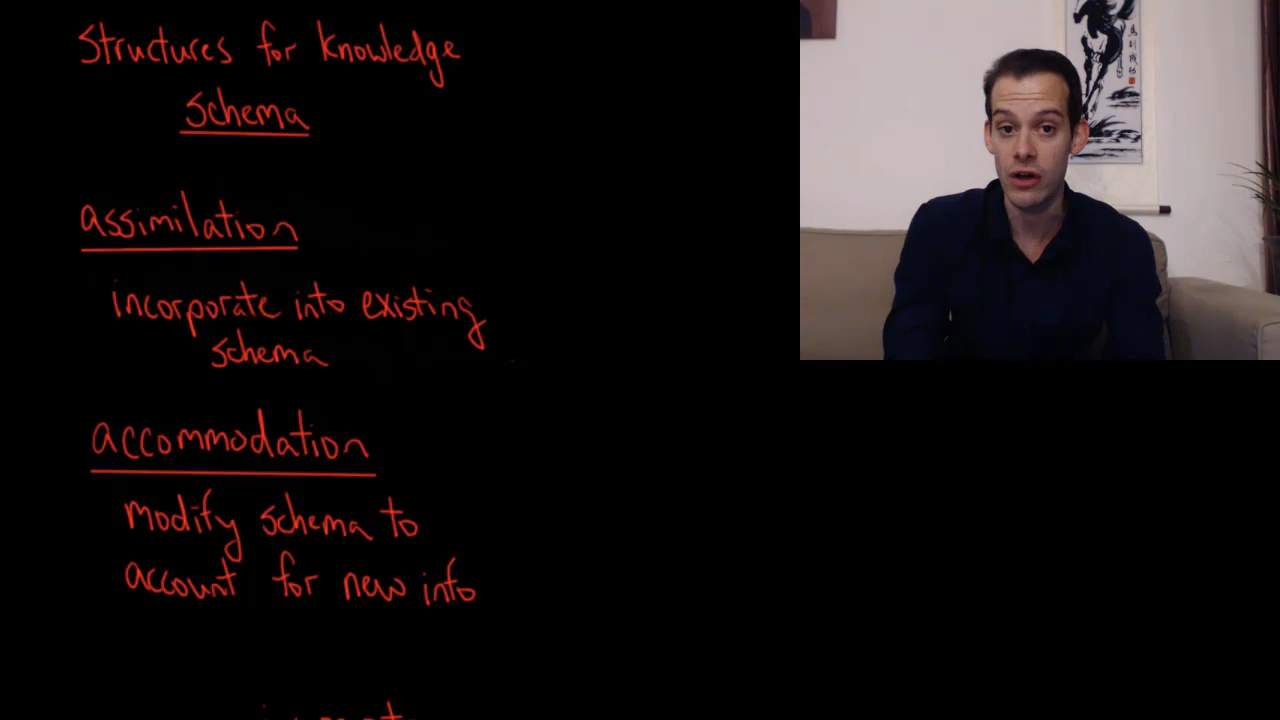 Structures for knowledge
schema
assimilation
incorporate into existing
schema
accommodation
modify schema to
account for new info